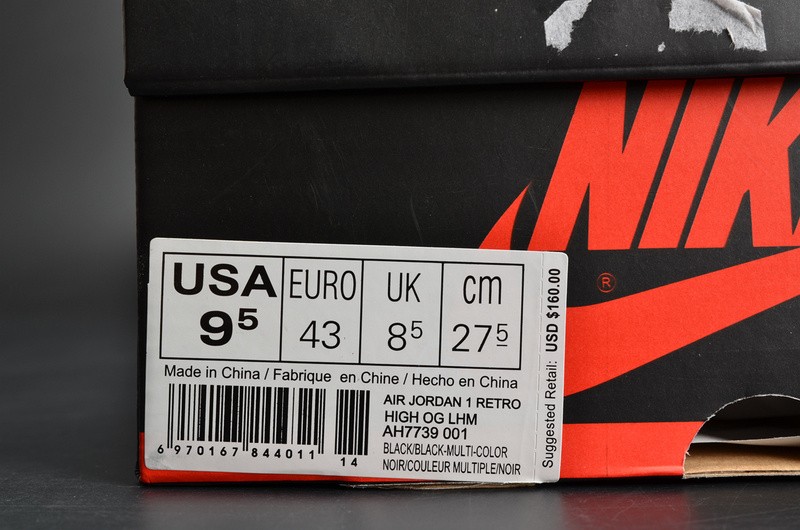 NIK
®
USA EURO UK cm
9⁵ 43 8⁵ 27⁵
Made in China / Fabrique en Chine / Hecho en China
6 970167 844011 14
AIR JORDAN 1 RETRO
HIGH OG LHM
AH7739 001
BLACK/BLACK-MULTI-COLOR
NOIR/COULEUR MULTIPLE/NOIR
Suggested Retail: USD $160.00